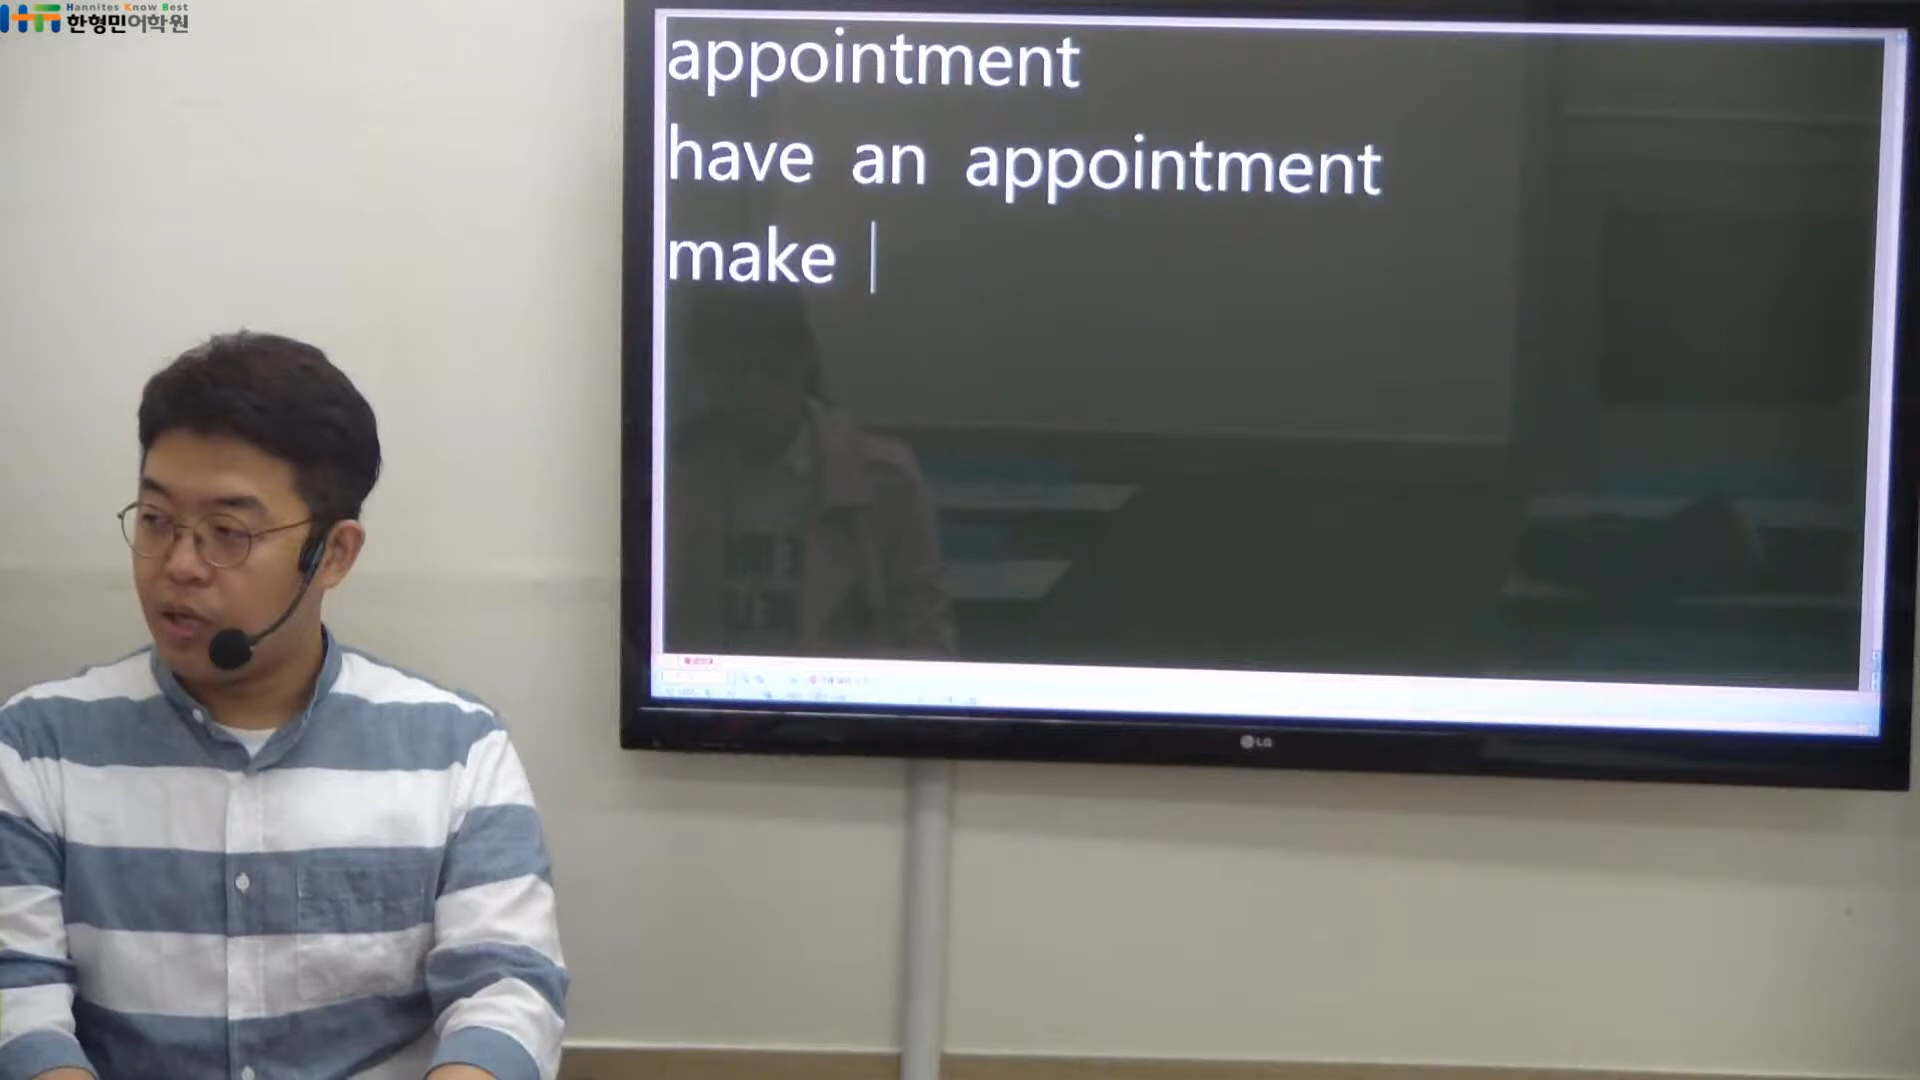 Hannites Know Best
한형민어학원
appointment
have an appointment
make
LG